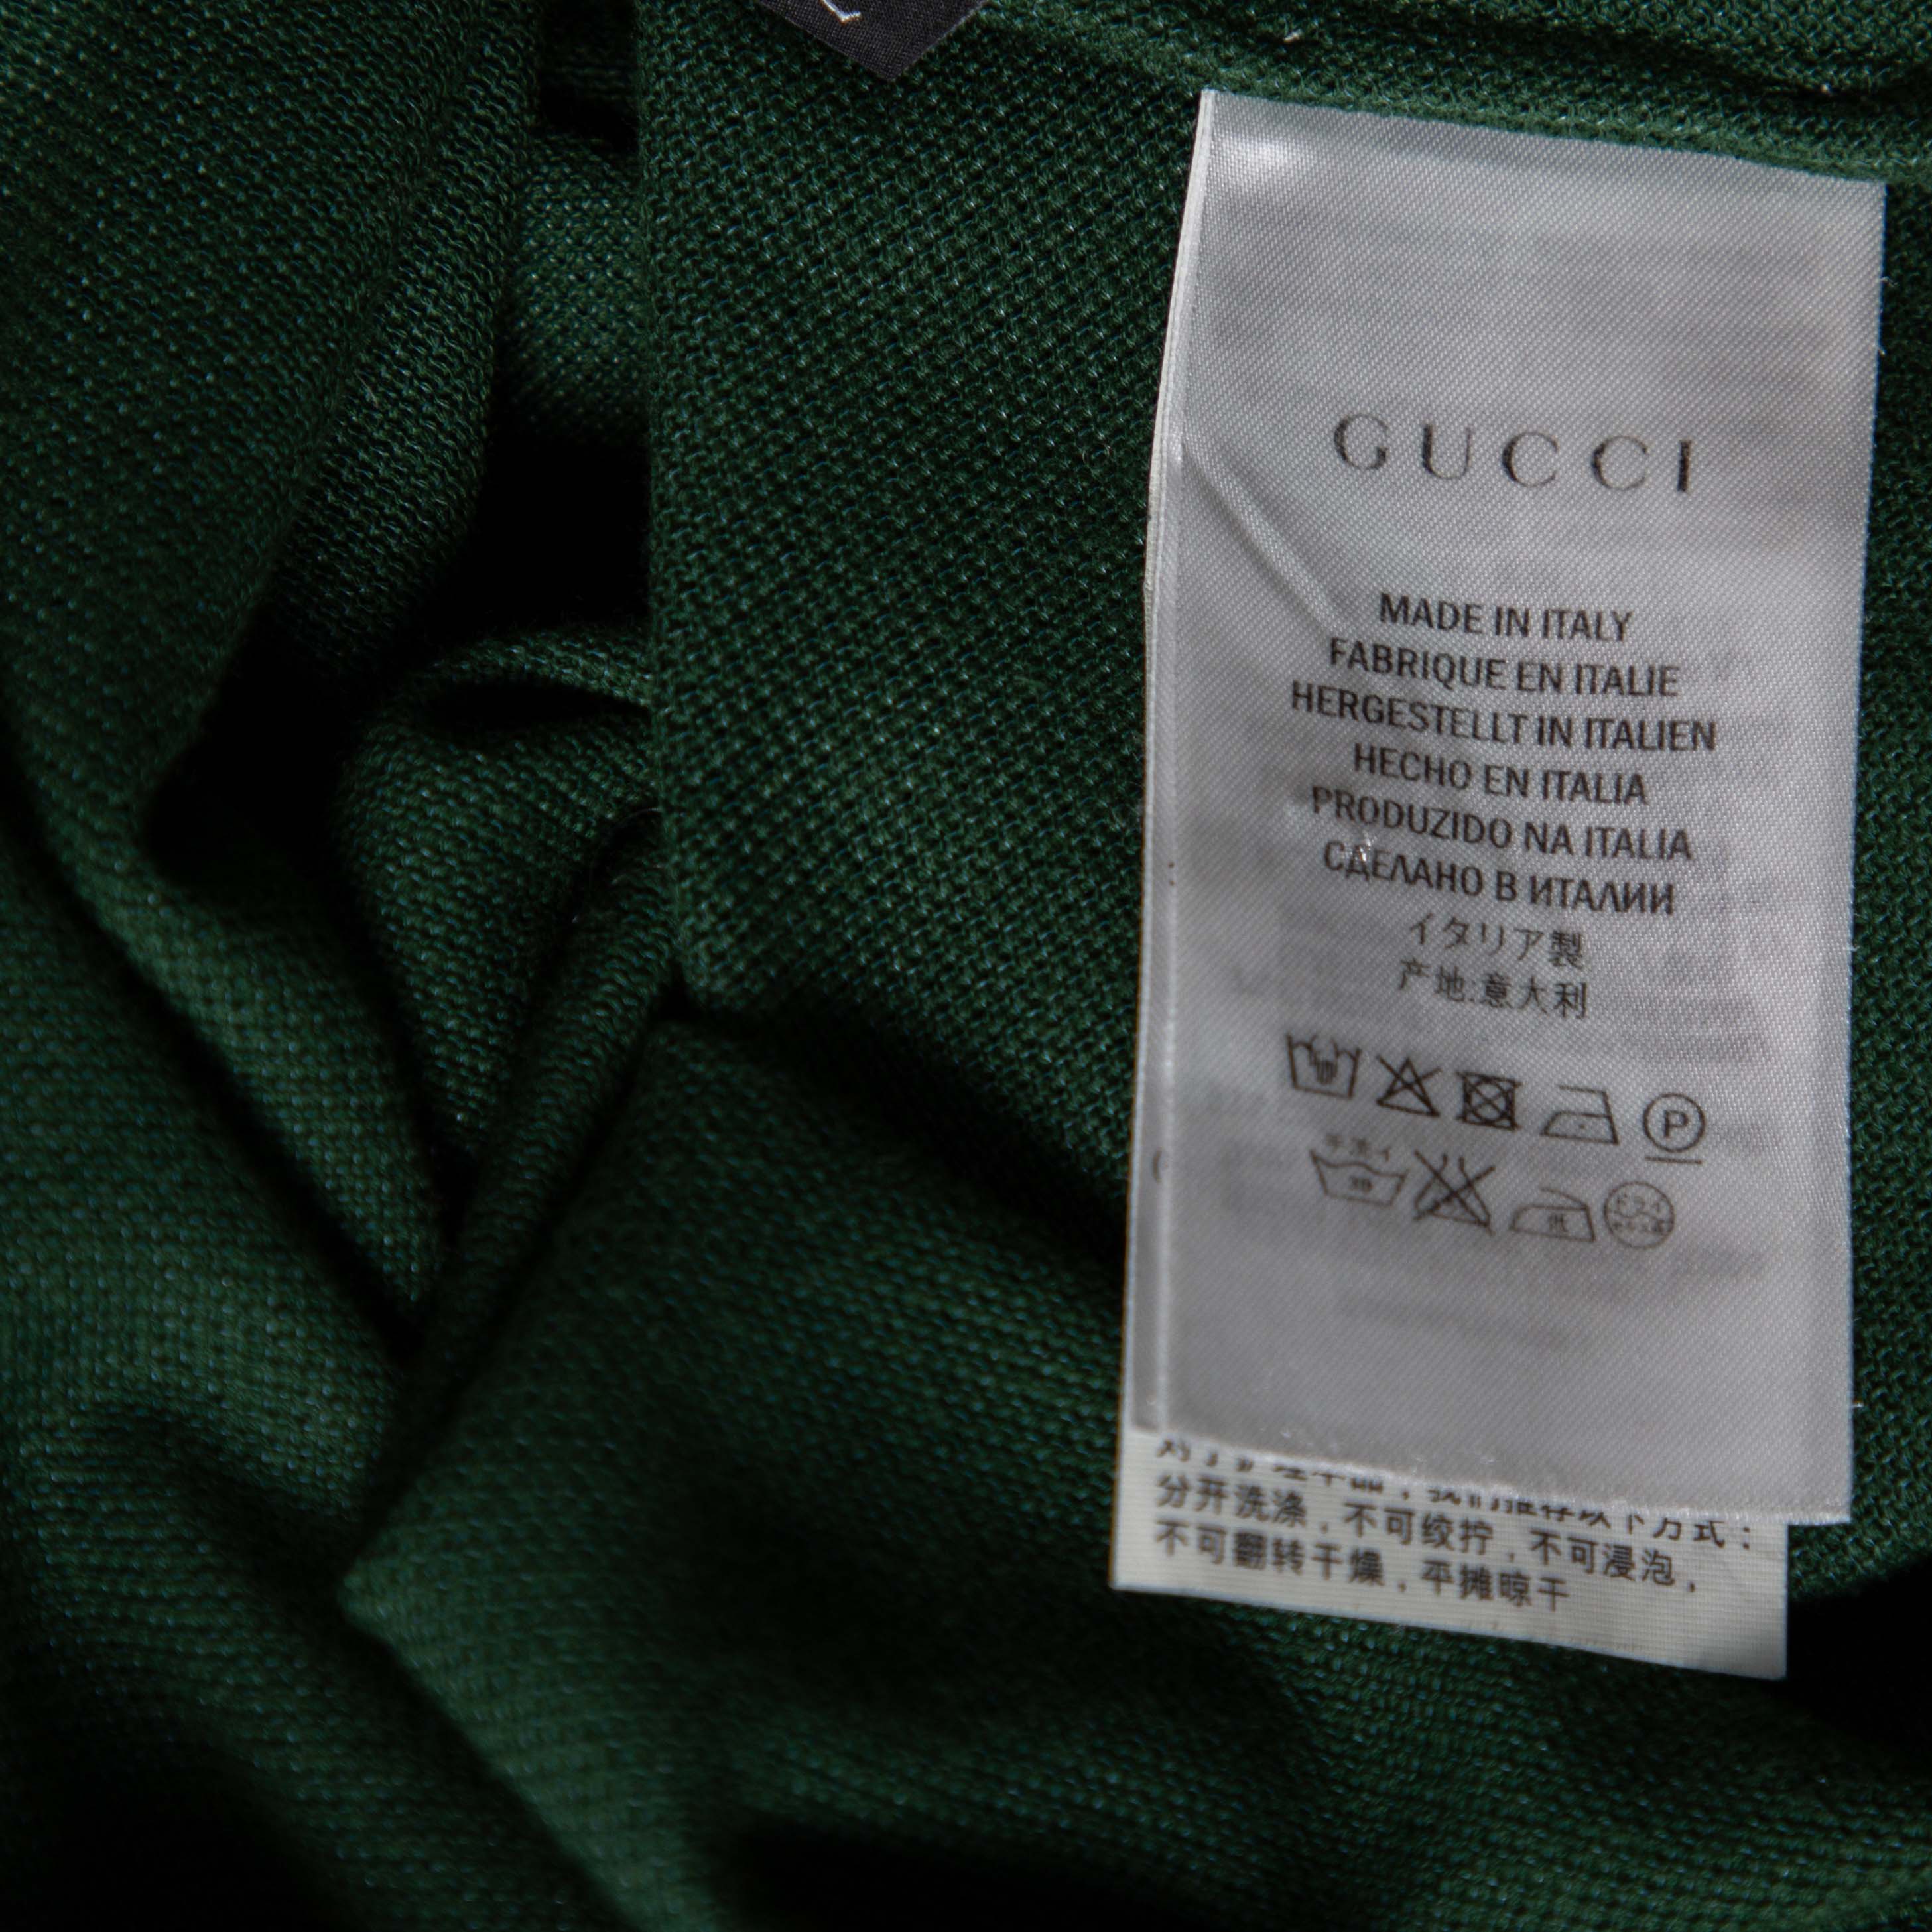 GUCCI
MADE IN ITALY
FABRIQUE EN ITALIE
HERGESTELLT IN ITALIEN
HECHO EN ITALIA
PRODUZIDO NA ITALIA
СДЕЛАНО В ИТАЛИИ
イタリア製
产地:意大利
P
分开洗涤，不可绞拧，不可浸泡，
不可翻转干燥，平摊晾干